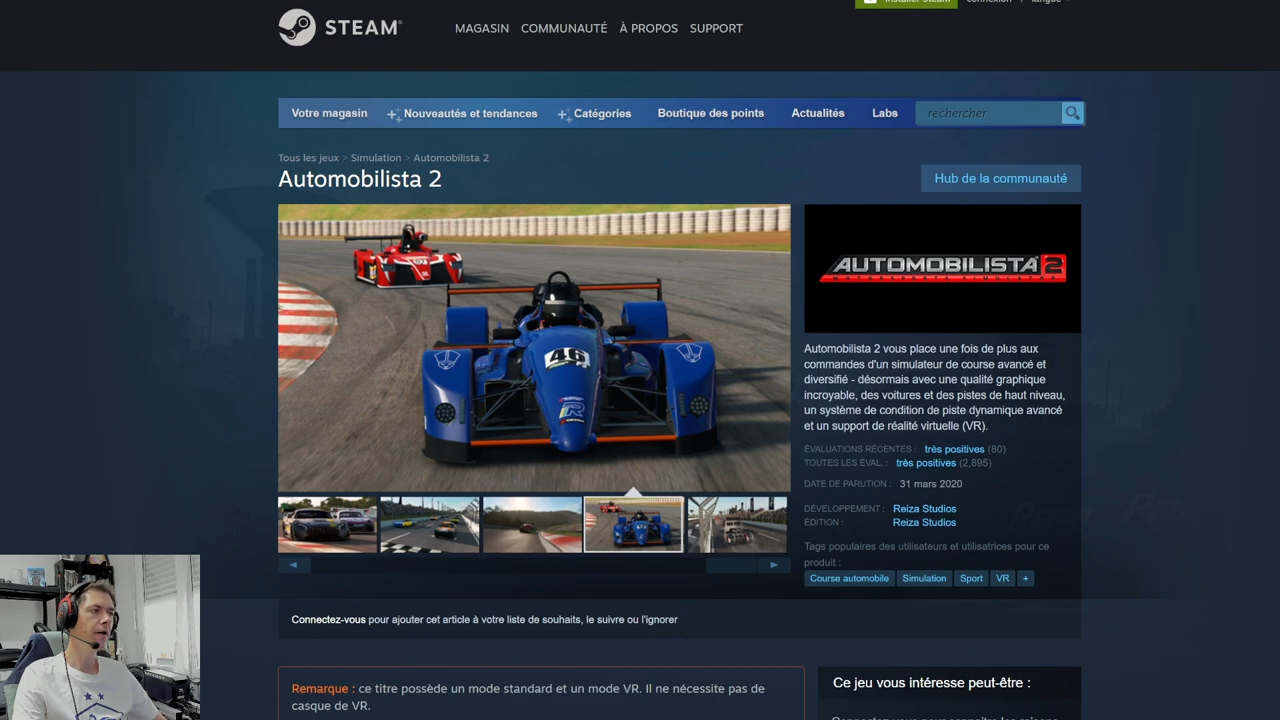 STEAM
MAGASIN COMMUNAUTÉ À PROPOS SUPPORT
Votre magasin Nouveautés et tendances Catégories Boutique des points Actualités Labs rechercher
Tous les jeux > Simulation > Automobilista 2
Automobilista 2
Hub de la communauté
46
AUTOMOBILISTA 2
Automobilista 2 vous place une fois de plus aux
commandes d'un simulateur de course avancé et
diversifié - désormais avec une qualité graphique
incroyable, des voitures et des pistes de haut niveau,
un système de condition de piste dynamique avancé
et un support de réalité virtuelle (VR).
ÉVALUATIONS RÉCENTES : très positives (80)
TOUTES LES ÉVAL. : très positives (2,895)
DATE DE PARUTION : 31 mars 2020
DÉVELOPPEMENT : Reiza Studios
ÉDITION : Reiza Studios
Tags populaires des utilisateurs et utilisatrices pour ce
produit :
Course automobile Simulation Sport VR +
Connectez-vous pour ajouter cet article à votre liste de souhaits, le suivre ou l'ignorer
Remarque : ce titre possède un mode standard et un mode VR. Il ne nécessite pas de
casque de VR.
Ce jeu vous intéresse peut-être :